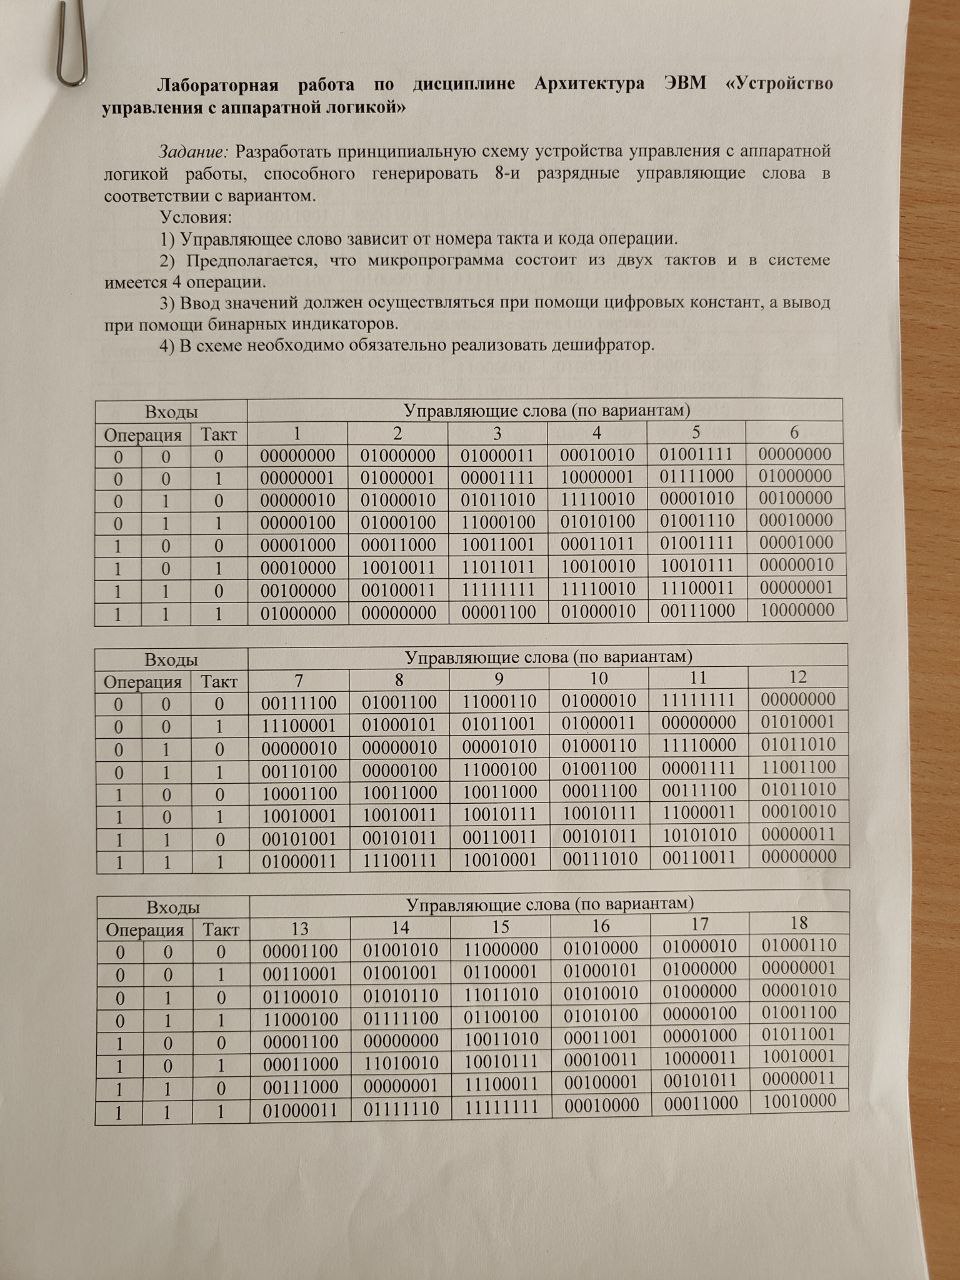 Лабораторная работа по дисциплине Архитектура ЭВМ «Устройство
управления с аппаратной логикой»
Задание: Разработать принципиальную схему устройства управления с аппаратной
логикой работы, способного генерировать 8-и разрядные управляющие слова в
соответствии с вариантом.
Условия:
1) Управляющее слово зависит от номера такта и кода операции.
2) Предполагается, что микропрограмма состоит из двух тактов и в системе
имеется 4 операции.
3) Ввод значений должен осуществляться при помощи цифровых констант, а вывод
при помощи бинарных индикаторов.
4) В схеме необходимо обязательно реализовать дешифратор.
Входы Управляющие слова (по вариантам)
Операция Такт 1 2 3 4 5 6
0 0 0 00000000 01000000 01000011 00010010 01001111 00000000
0 0 1 00000001 01000001 00001111 10000001 01111000 01000000
0 1 0 00000010 01000010 01011010 11110010 00001010 00100000
0 1 1 00000100 01000100 11000100 01010100 01001110 00010000
1 0 0 00001000 00011000 10011001 00011011 01001111 00001000
1 0 1 00010000 10010011 11011011 10010010 10010111 00000010
1 1 0 00100000 00100011 11111111 11110010 11100011 00000001
1 1 1 01000000 00000000 00001100 01000010 00111000 10000000
Входы Управляющие слова (по вариантам)
Операция Такт 7 8 9 10 11 12
0 0 0 00111100 01001100 11000110 01000010 11111111 00000000
0 0 1 11100001 01000101 01011001 01000011 00000000 01010001
0 1 0 00000010 00000010 00001010 01000110 11110000 01011010
0 1 1 00110100 00000100 11000100 01001100 00001111 11001100
1 0 0 10001100 10011000 10011000 00011100 00111100 01011010
1 0 1 10010001 10010011 10010111 10010111 11000011 00010010
1 1 0 00101001 00101011 00110011 00101011 10101010 00000011
1 1 1 01000011 11100111 10010001 00111010 00110011 00000000
Входы Управляющие слова (по вариантам)
Операция Такт 13 14 15 16 17 18
0 0 0 00001100 01001010 11000000 01010000 01000010 01000110
0 0 1 00110001 01001001 01100001 01000101 01000000 00000001
0 1 0 01100010 01010110 11011010 01010010 01000000 00001010
0 1 1 11000100 01111100 01100100 01010100 00000100 01001100
1 0 0 00001100 00000000 10011010 00011001 00001000 01011001
1 0 1 00011000 11010010 10010111 00010011 10000011 10010001
1 1 0 00111000 00000001 11100011 00100001 00101011 00000011
1 1 1 01000011 01111110 11111111 00010000 00011000 10010000